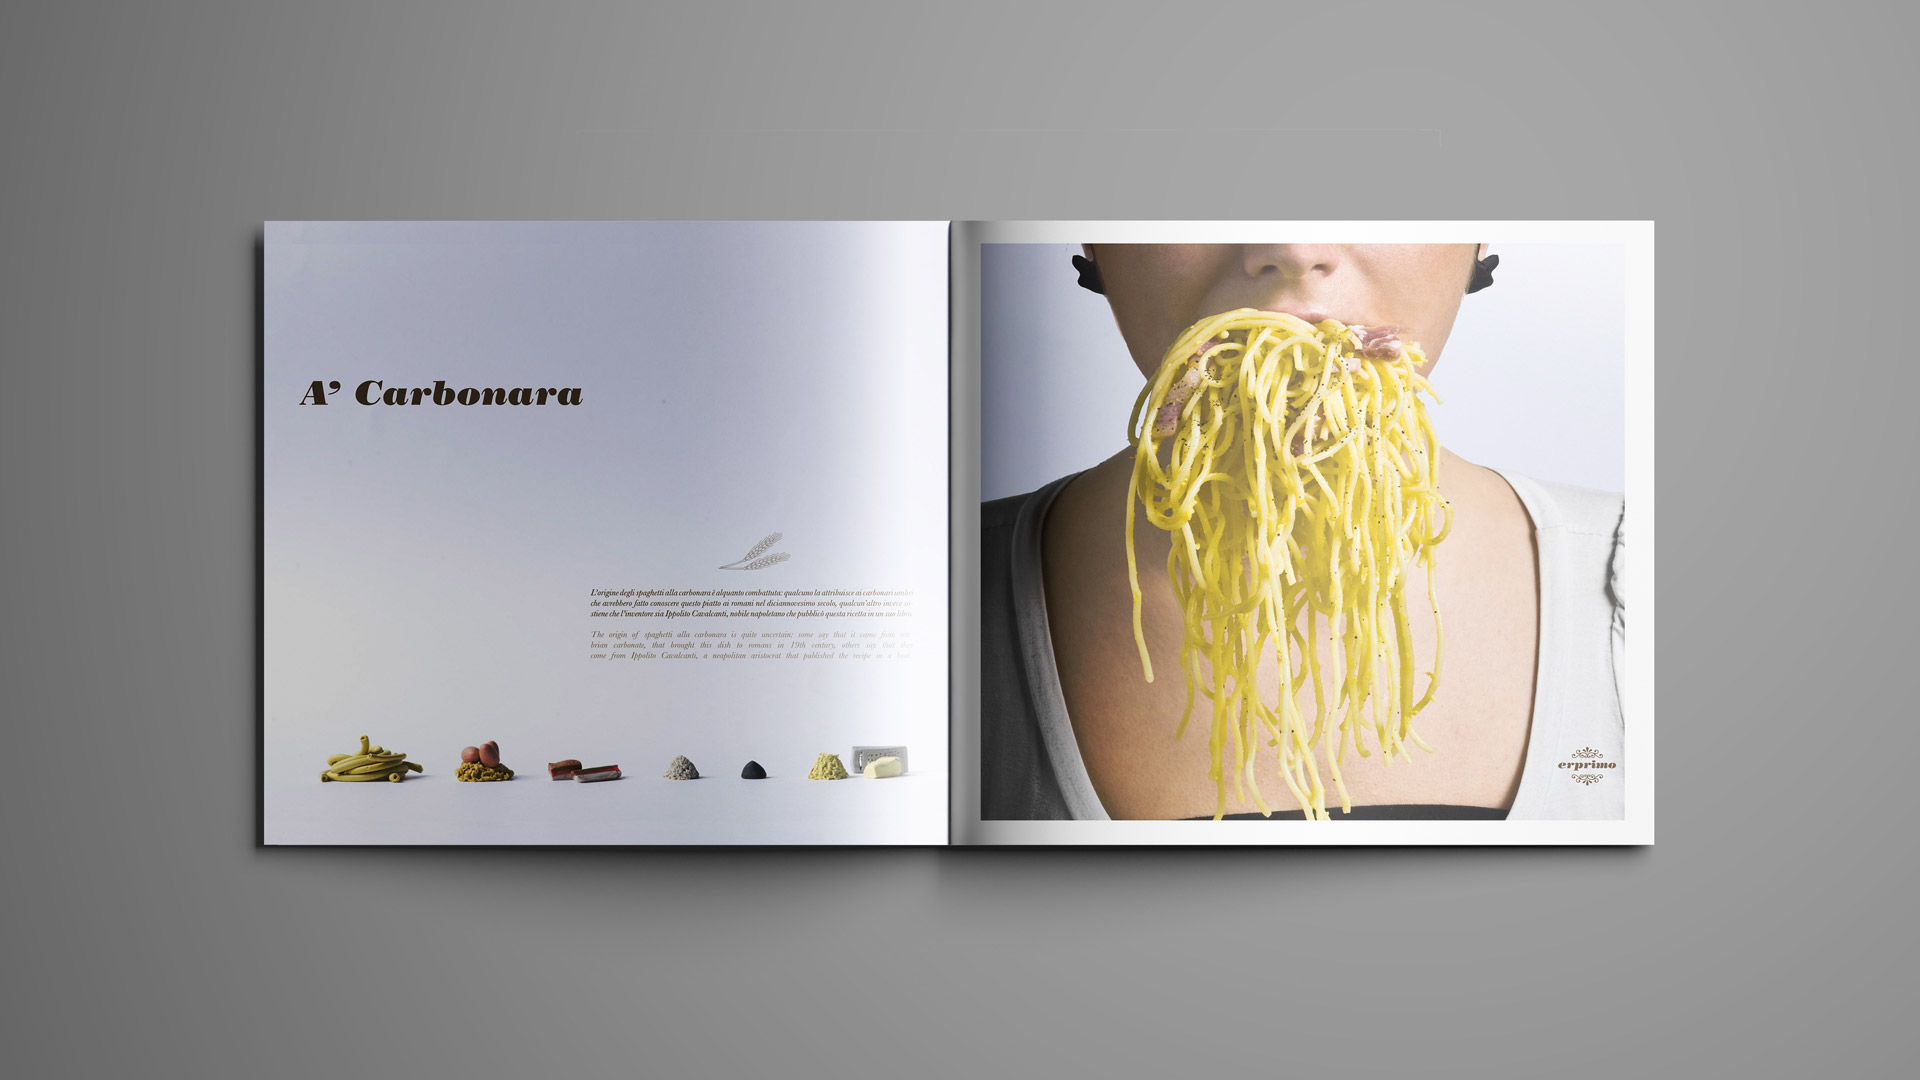 A’ Carbonara
L'origine degli spaghetti alla carbonara è alquanto combattuta: qualcuno la attribuisce ai carbonari umbri
che avrebbero fatto conoscere questo piatto ai romani nel diciannovesimo secolo, qualcun'altro invece so-
stiene che l'inventore sia Ippolito Cavalcanti, nobile napoletano che pubblicò questa ricetta in un suo libro.
The origin of spaghetti alla carbonara is quite uncertain: some say that it came from
brian carbonate, that brought this dish to romans in 19th century, others say that they
come from Ippolito Cavalcanti, a neapolitan aristocrat that published the recipe in a book.
erprimo